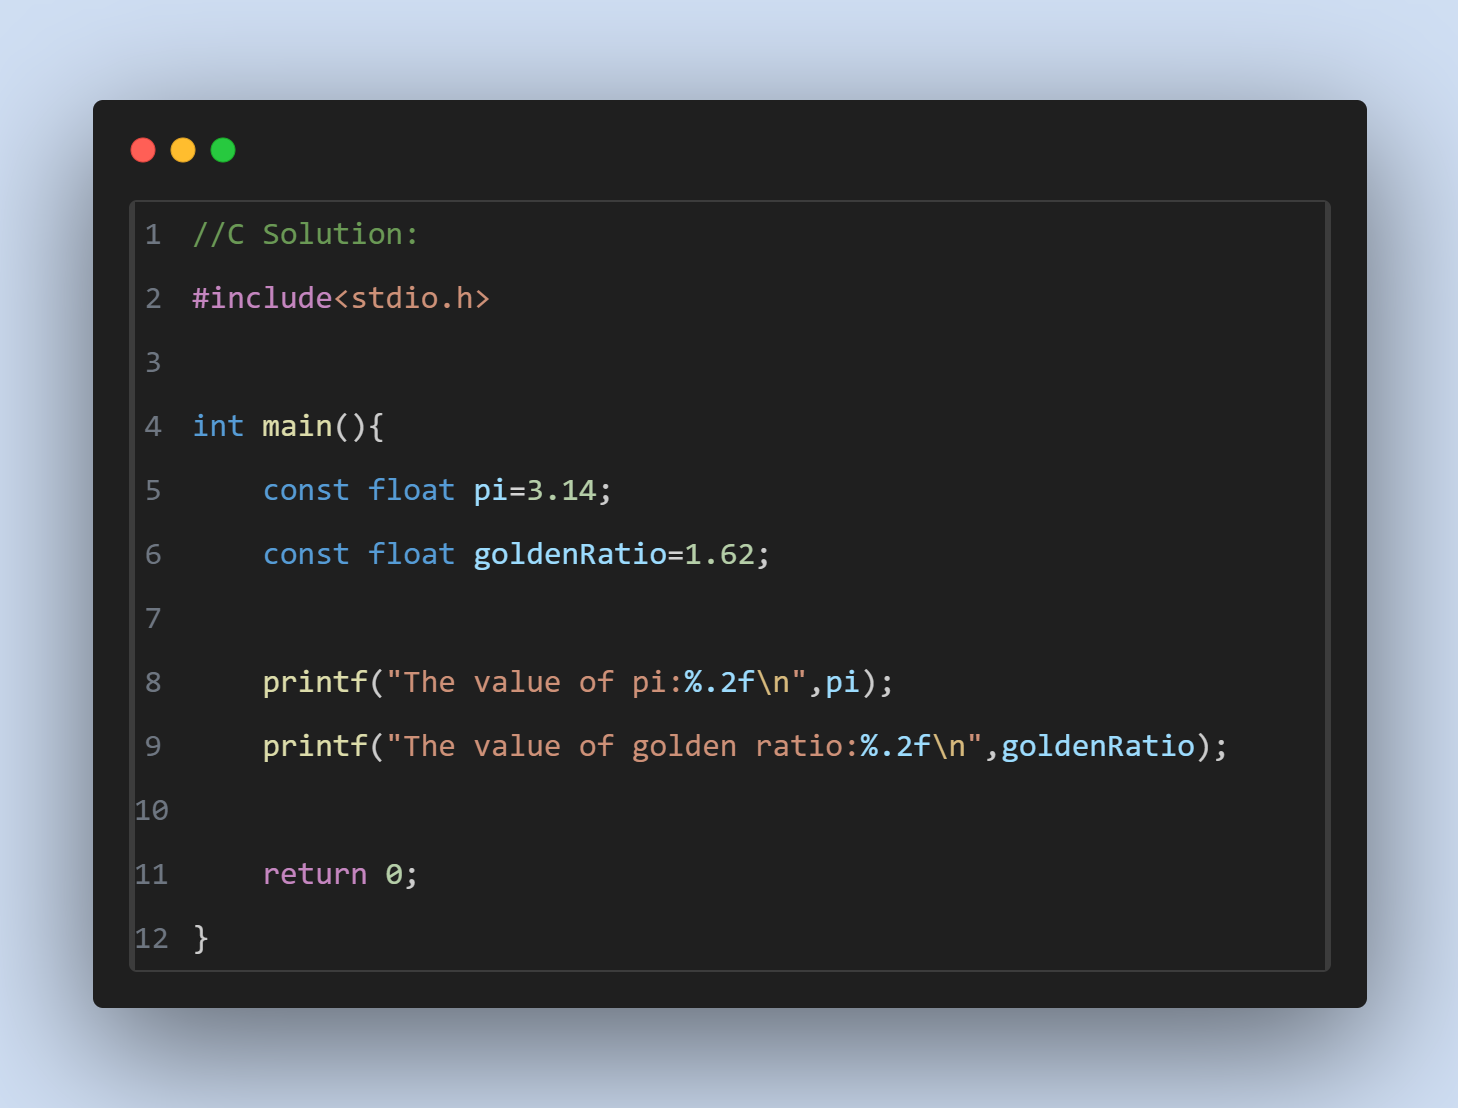 1 //C Solution:
2 #include<stdio.h>
3
4 int main(){
5     const float pi=3.14;
6     const float goldenRatio=1.62;
7
8     printf("The value of pi:%.2f\n",pi);
9     printf("The value of golden ratio:%.2f\n",goldenRatio);
10
11     return 0;
12 }